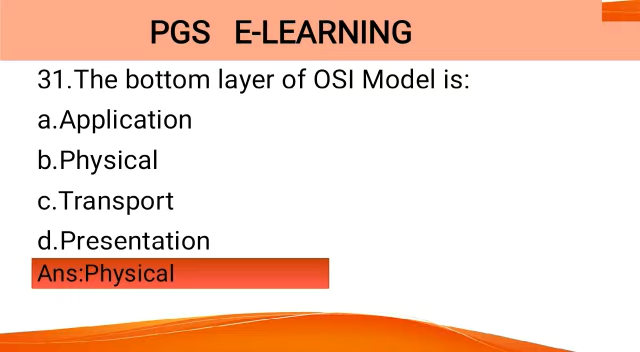 PGS E-LEARNING
31.The bottom layer of OSI Model is:
a.Application
b.Physical
c.Transport
d.Presentation
Ans:Physical